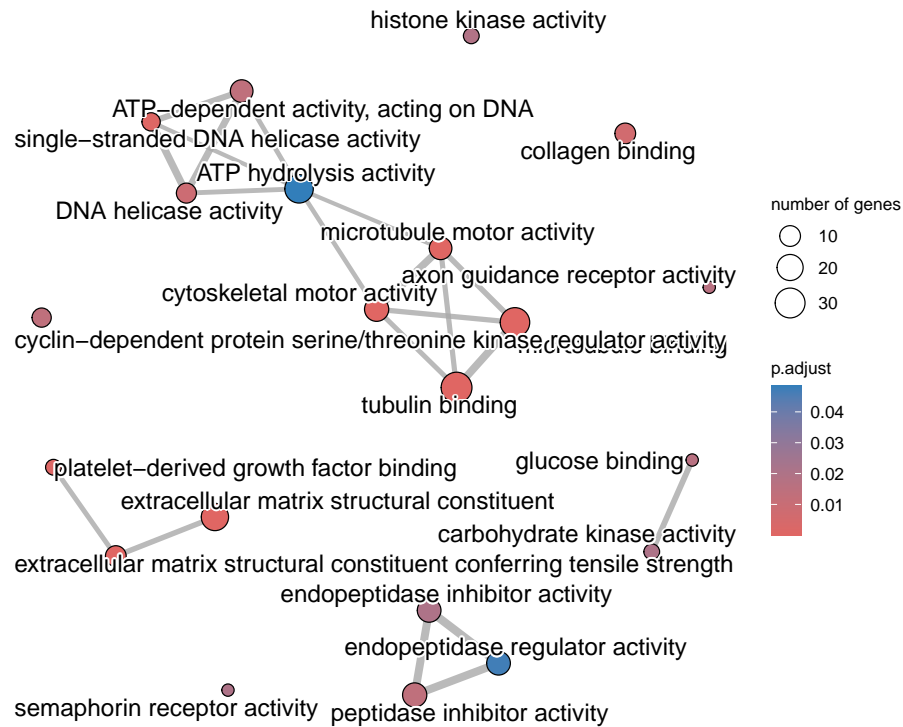 histone kinase activity
ATP−dependent activity, acting on DNA
single−stranded DNA helicase activity
collagen binding
ATP hydrolysis activity
DNA helicase activity
number of genes
microtubule motor activity
10
axon guidance receptor activity
20
cytoskeletal motor activity
30
cyclin−dependent protein serine/threonine kinase regulator activity
microtubule binding
p.adjust
tubulin binding
0.04
0.03
0.02
0.01
platelet−derived growth factor binding
glucose binding
extracellular matrix structural constituent
carbohydrate kinase activity
extracellular matrix structural constituent conferring tensile strength
endopeptidase inhibitor activity
endopeptidase regulator activity
semaphorin receptor activity
peptidase inhibitor activity